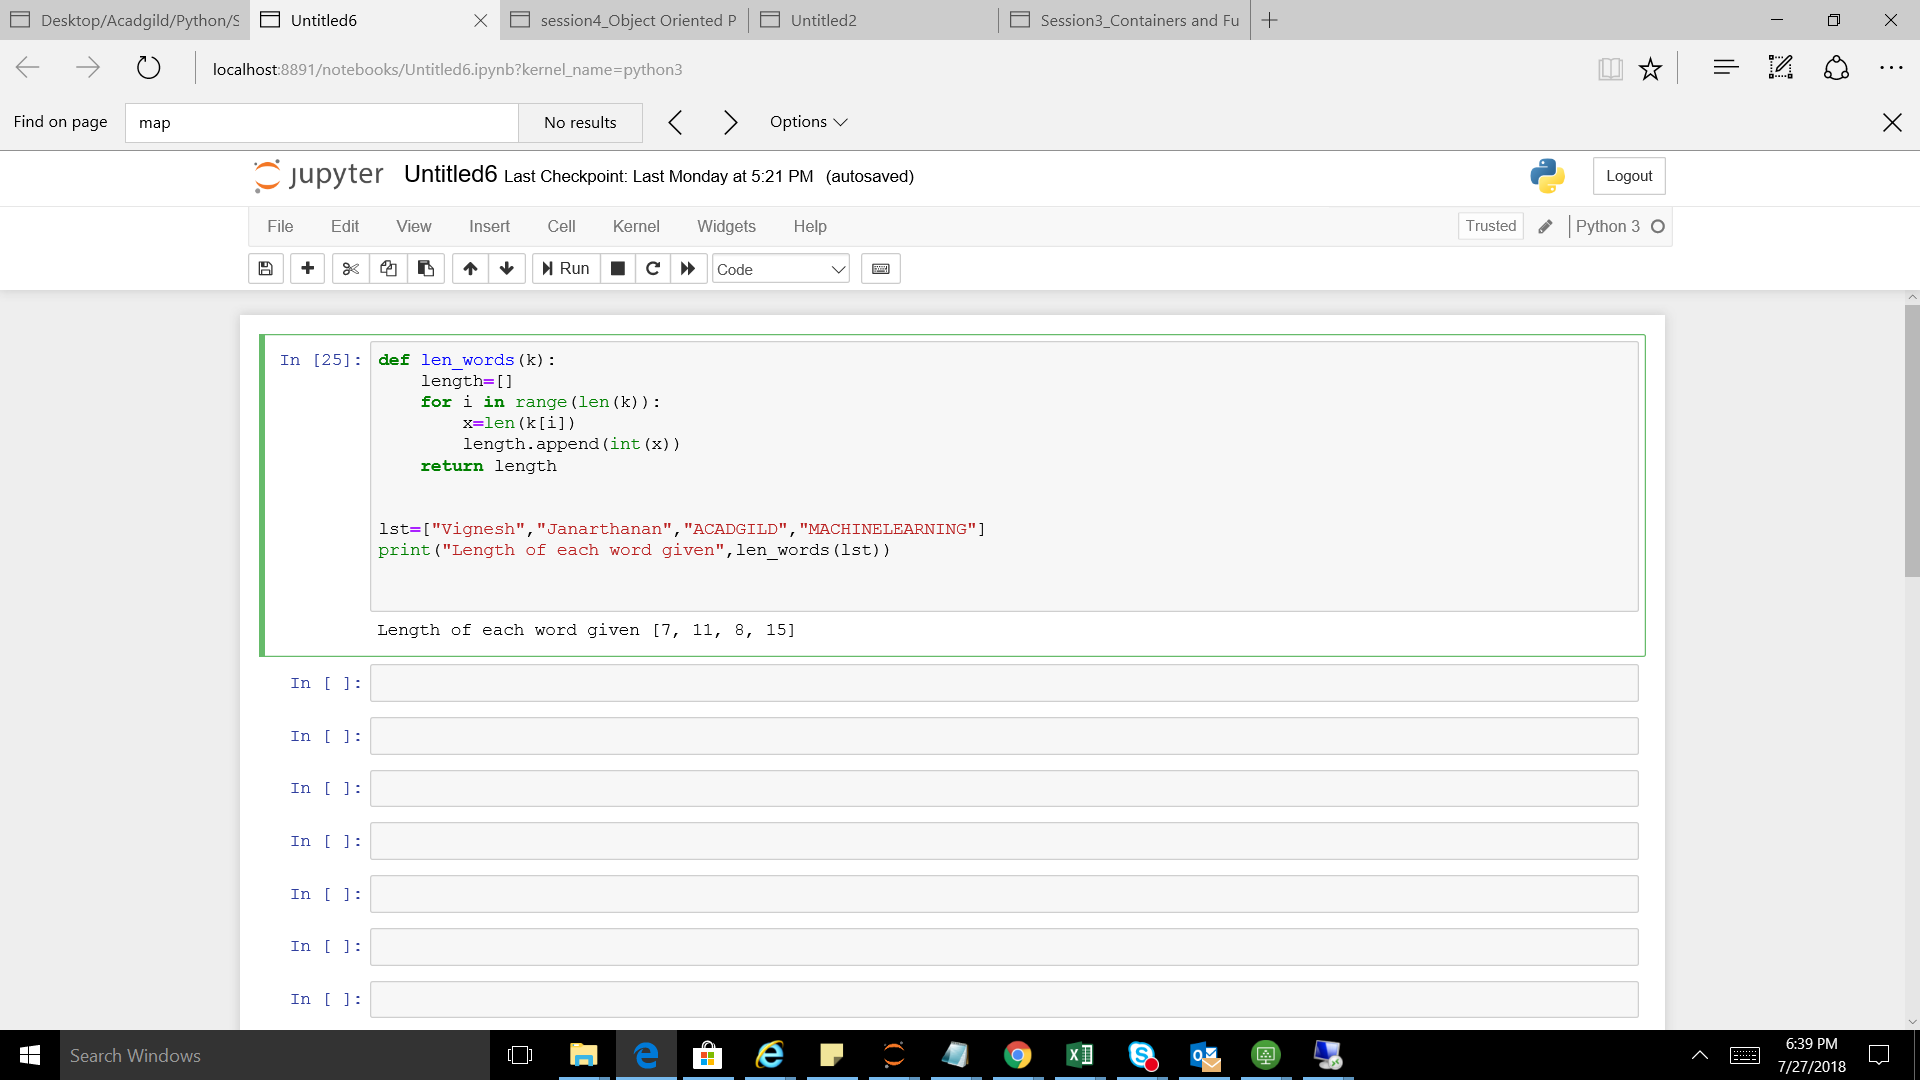 Desktop/Acadgild/Python/S
Untitled6
session4_Object Oriented P
Untitled2
Session3_Containers and Fu
localhost:8891/notebooks/Untitled6.ipynb?kernel_name=python3
Find on page
map
No results
Options
jupyter
Untitled6 Last Checkpoint: Last Monday at 5:21 PM (autosaved)
Logout
File Edit View Insert Cell Kernel Widgets Help
Trusted
Python 3
Run
Code
In [25]:
def len_words(k):
    length=[]
    for i in range(len(k)):
        x=len(k[i])
        length.append(int(x))
    return length
lst=["Vignesh","Janarthanan","ACADGILD","MACHINELEARNING"]
print("Length of each word given",len_words(lst))
Length of each word given [7, 11, 8, 15]
In [ ]:
In [ ]:
In [ ]:
In [ ]:
In [ ]:
In [ ]:
In [ ]:
Search Windows
6:39 PM
7/27/2018